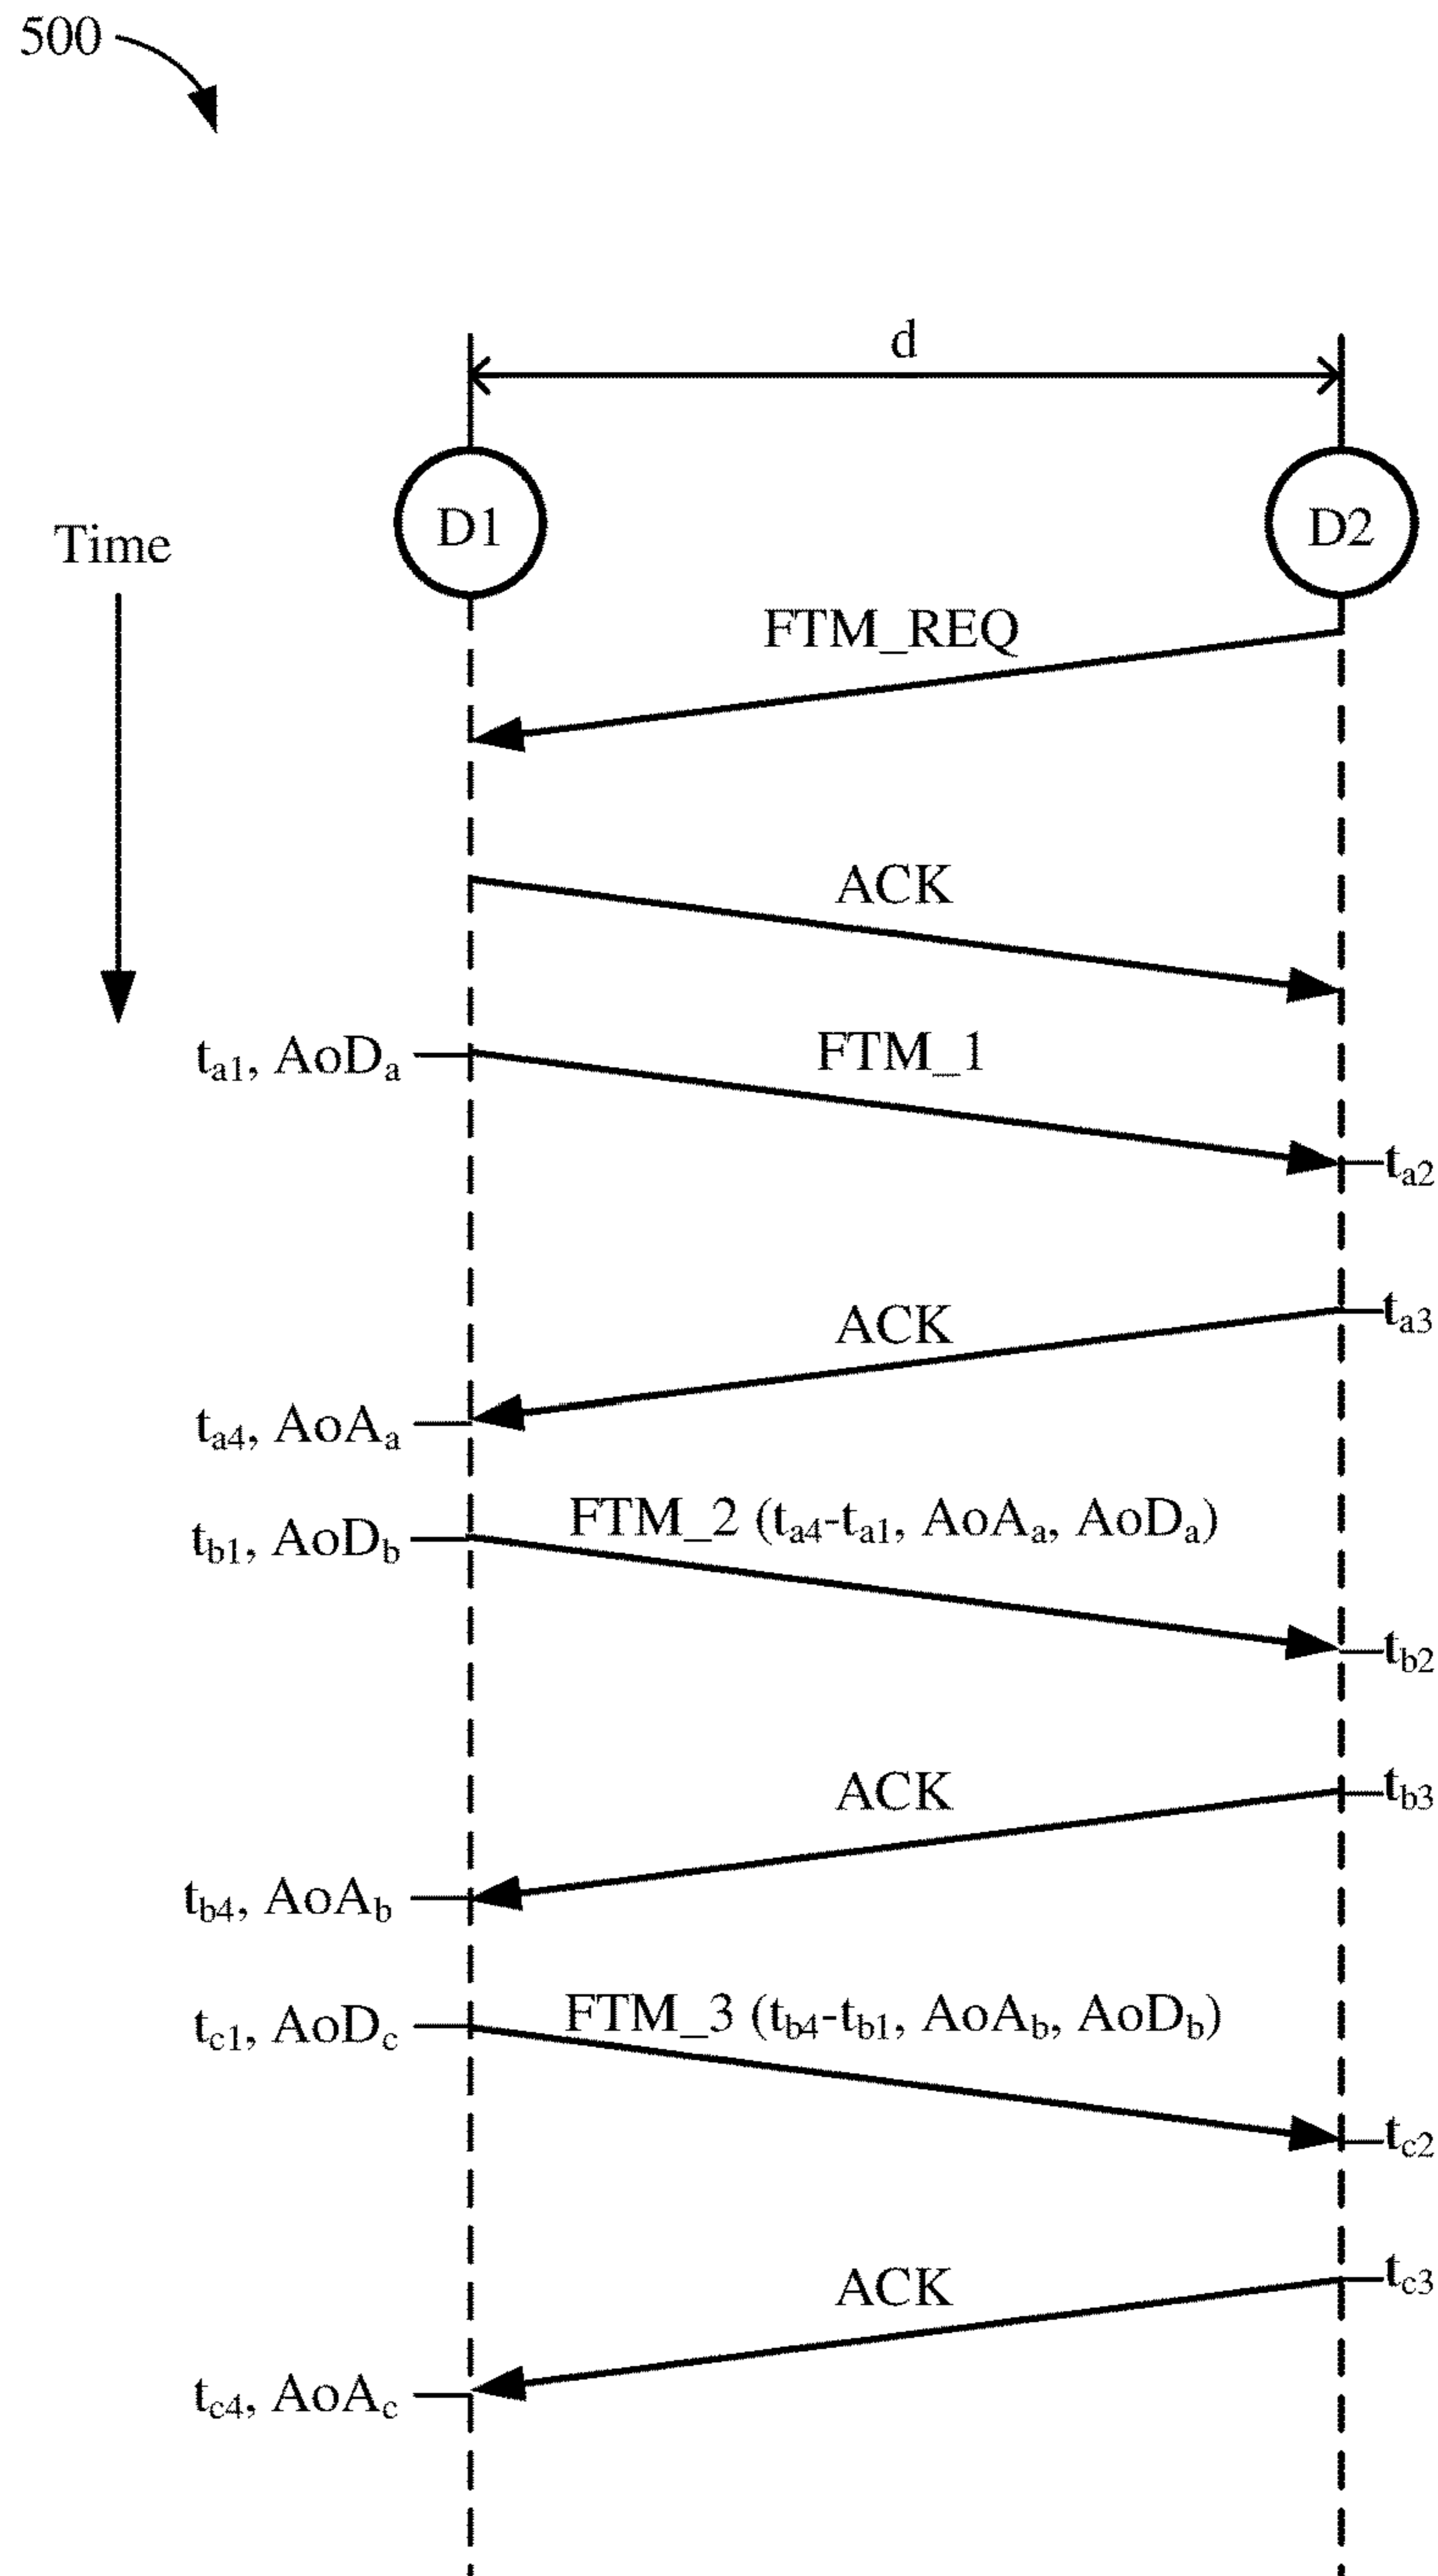 500
d
D1
D2
Time
FTM_REQ
ACK
FTM_1
ta1, AoDa
ta2
ta3
ACK
ta4, AoAa
FTM_2 (ta4-ta1, AoAa, AoDa)
tb1, AoDb
tb2
ACK
tb3
tb4, AoAb
FTM_3 (tb4-tb1, AoAb, AoDb)
tc1, AoDc
tc2
tc3
ACK
tc4, AoAc